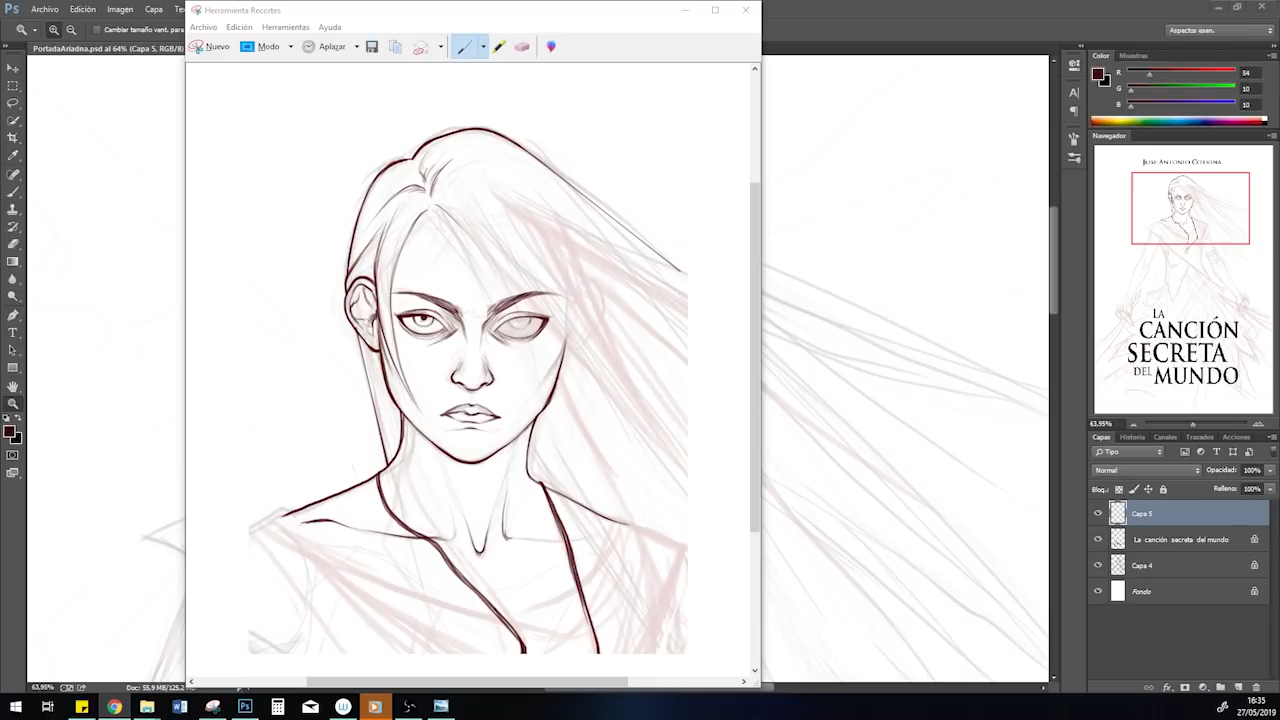 Herramienta Recortes
Archivo Edición Herramientas Ayuda
Nuevo Modo Aplazar
Ps Archivo Edición Imagen Capa
Cambiar tamaño vent. para
Aspectos esen.
PortadaAriadna.psd al 64% (Capa 5, RGB/8)
Color Muestras
R 54
G 10
B 10
Navegador
JOSE ANTONIO COTRINA
LA
CANCIÓN
SECRETA
DEL MUNDO
63,95%
Capas Historia Canales Trazados Acciones
Tipo
Normal Opacidad: 100%
Bloq.: Relleno: 100%
Capa 5
La canción secreta del mundo
Capa 4
Fondo
63,95% Doc: 55,9 MB/125,2
16:35
27/05/2019